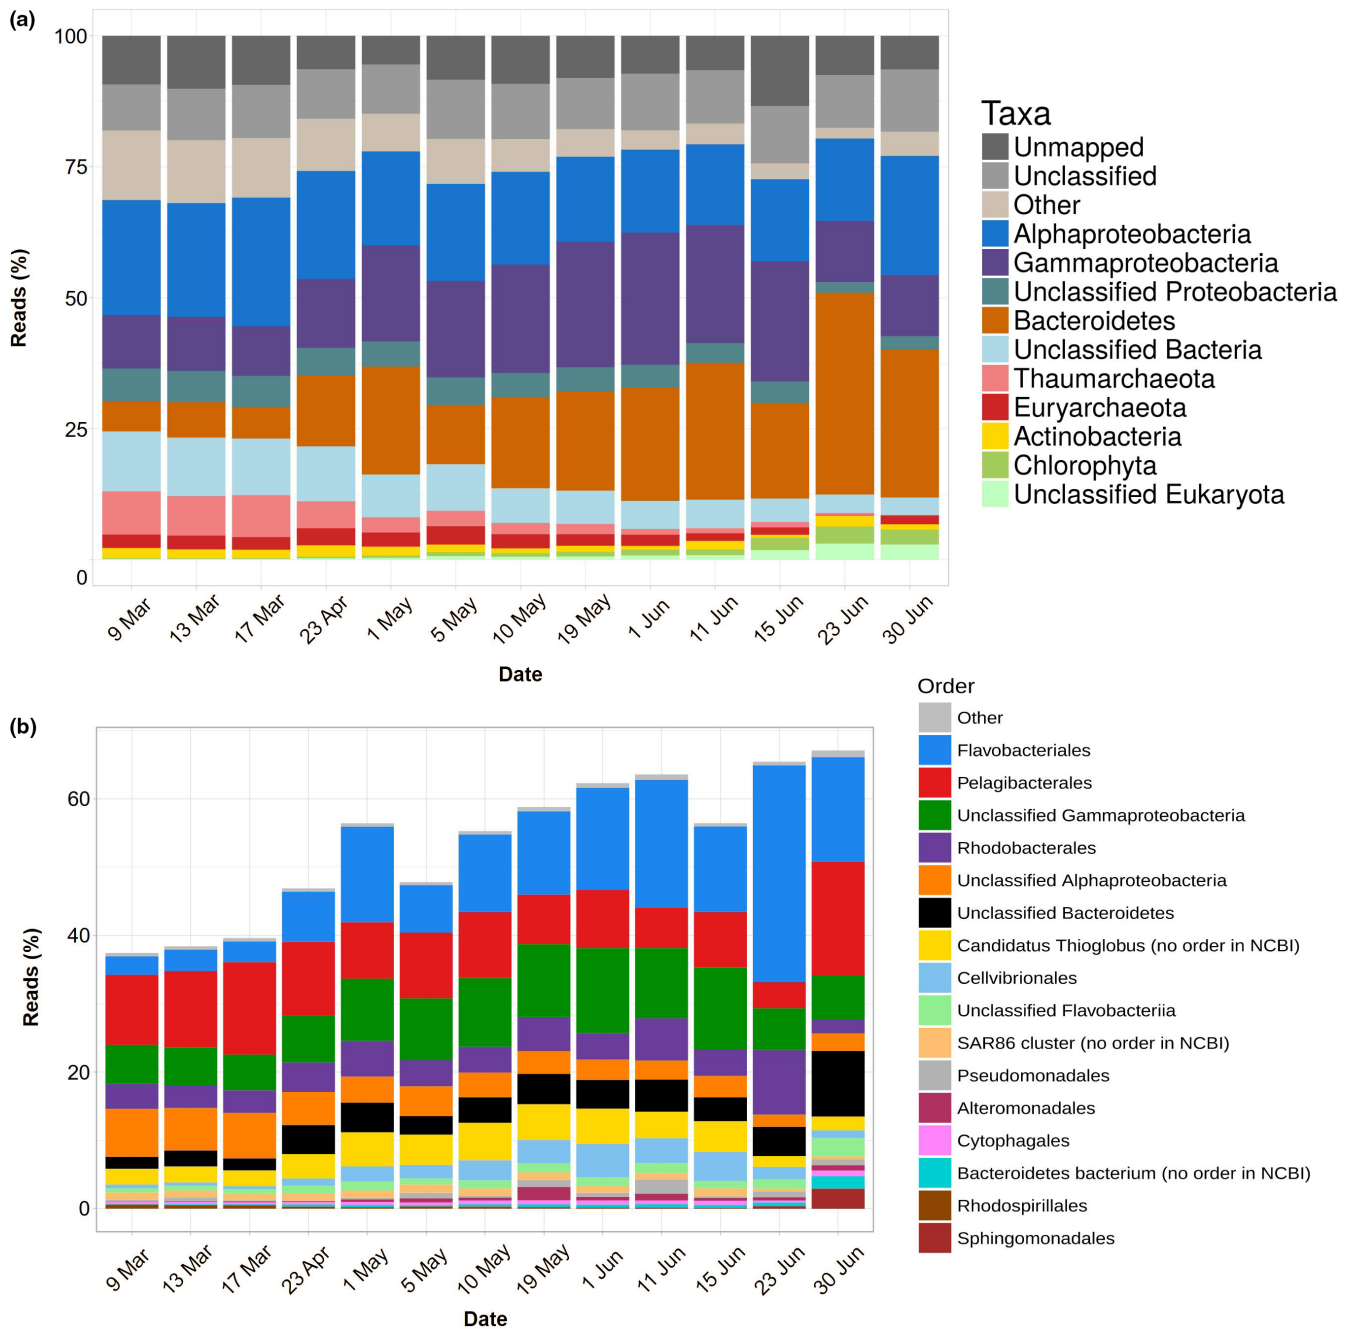 (a)
100
75
50
25
0
Reads (%)
9 Mar
13 Mar
17 Mar
23 Apr
1 May
5 May
10 May
19 May
1 Jun
11 Jun
15 Jun
23 Jun
30 Jun
Date
Taxa
Unmapped
Unclassified
Other
Alphaproteobacteria
Gammaproteobacteria
Unclassified Proteobacteria
Bacteroidetes
Unclassified Bacteria
Thaumarchaeota
Euryarchaeota
Actinobacteria
Chlorophyta
Unclassified Eukaryota
(b)
60
40
20
0
Reads (%)
9 Mar
13 Mar
17 Mar
23 Apr
1 May
5 May
10 May
19 May
1 Jun
11 Jun
15 Jun
23 Jun
30 Jun
Date
Order
Other
Flavobacteriales
Pelagibacterales
Unclassified Gammaproteobacteria
Rhodobacterales
Unclassified Alphaproteobacteria
Unclassified Bacteroidetes
Candidatus Thioglobus (no order in NCBI)
Cellvibrionales
Unclassified Flavobacteriia
SAR86 cluster (no order in NCBI)
Pseudomonadales
Alteromonadales
Cytophagales
Bacteroidetes bacterium (no order in NCBI)
Rhodospirillales
Sphingomonadales